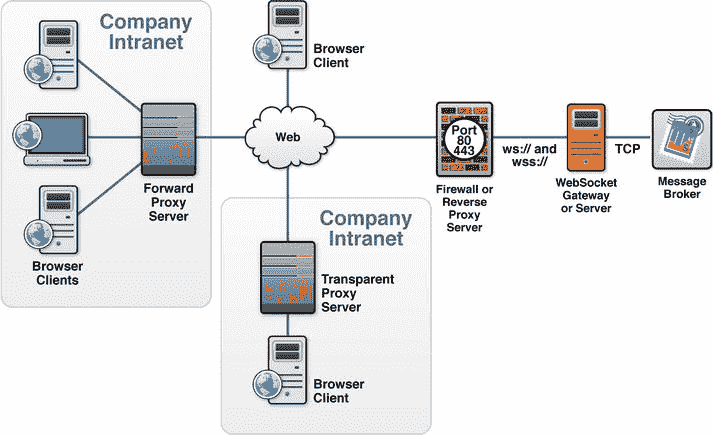 Company
Intranet
Forward
Proxy
Server
Browser
Clients
Browser
Client
Web
Company
Intranet
Transparent
Proxy
Server
Browser
Client
Port
80
443
Firewall or
Reverse
Proxy
Server
ws:// and
wss://
WebSocket
Gateway
or Server
TCP
Message
Broker